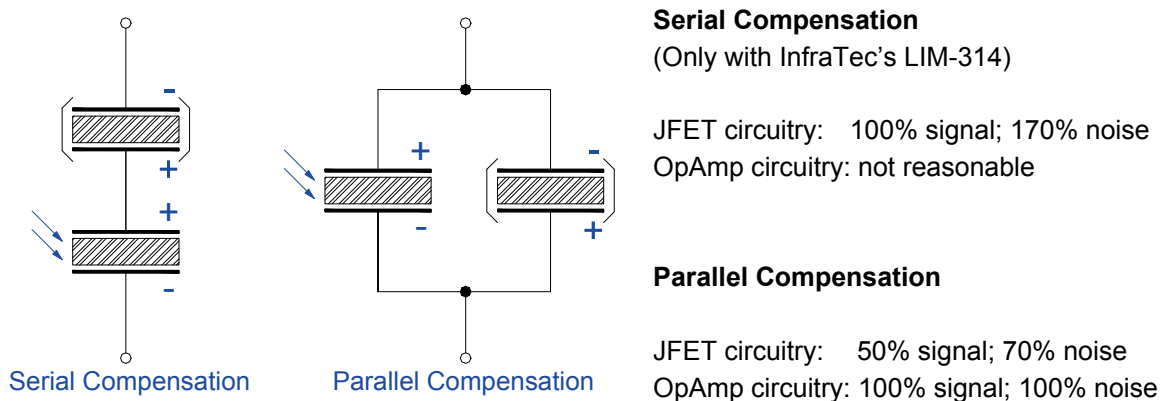 Serial Compensation
(Only with InfraTec's LIM-314)
JFET circuitry: 100% signal; 170% noise
OpAmp circuitry: not reasonable
Parallel Compensation
JFET circuitry: 50% signal; 70% noise
OpAmp circuitry: 100% signal; 100% noise
-
+
+
-
+
-
-
+
Serial Compensation
Parallel Compensation